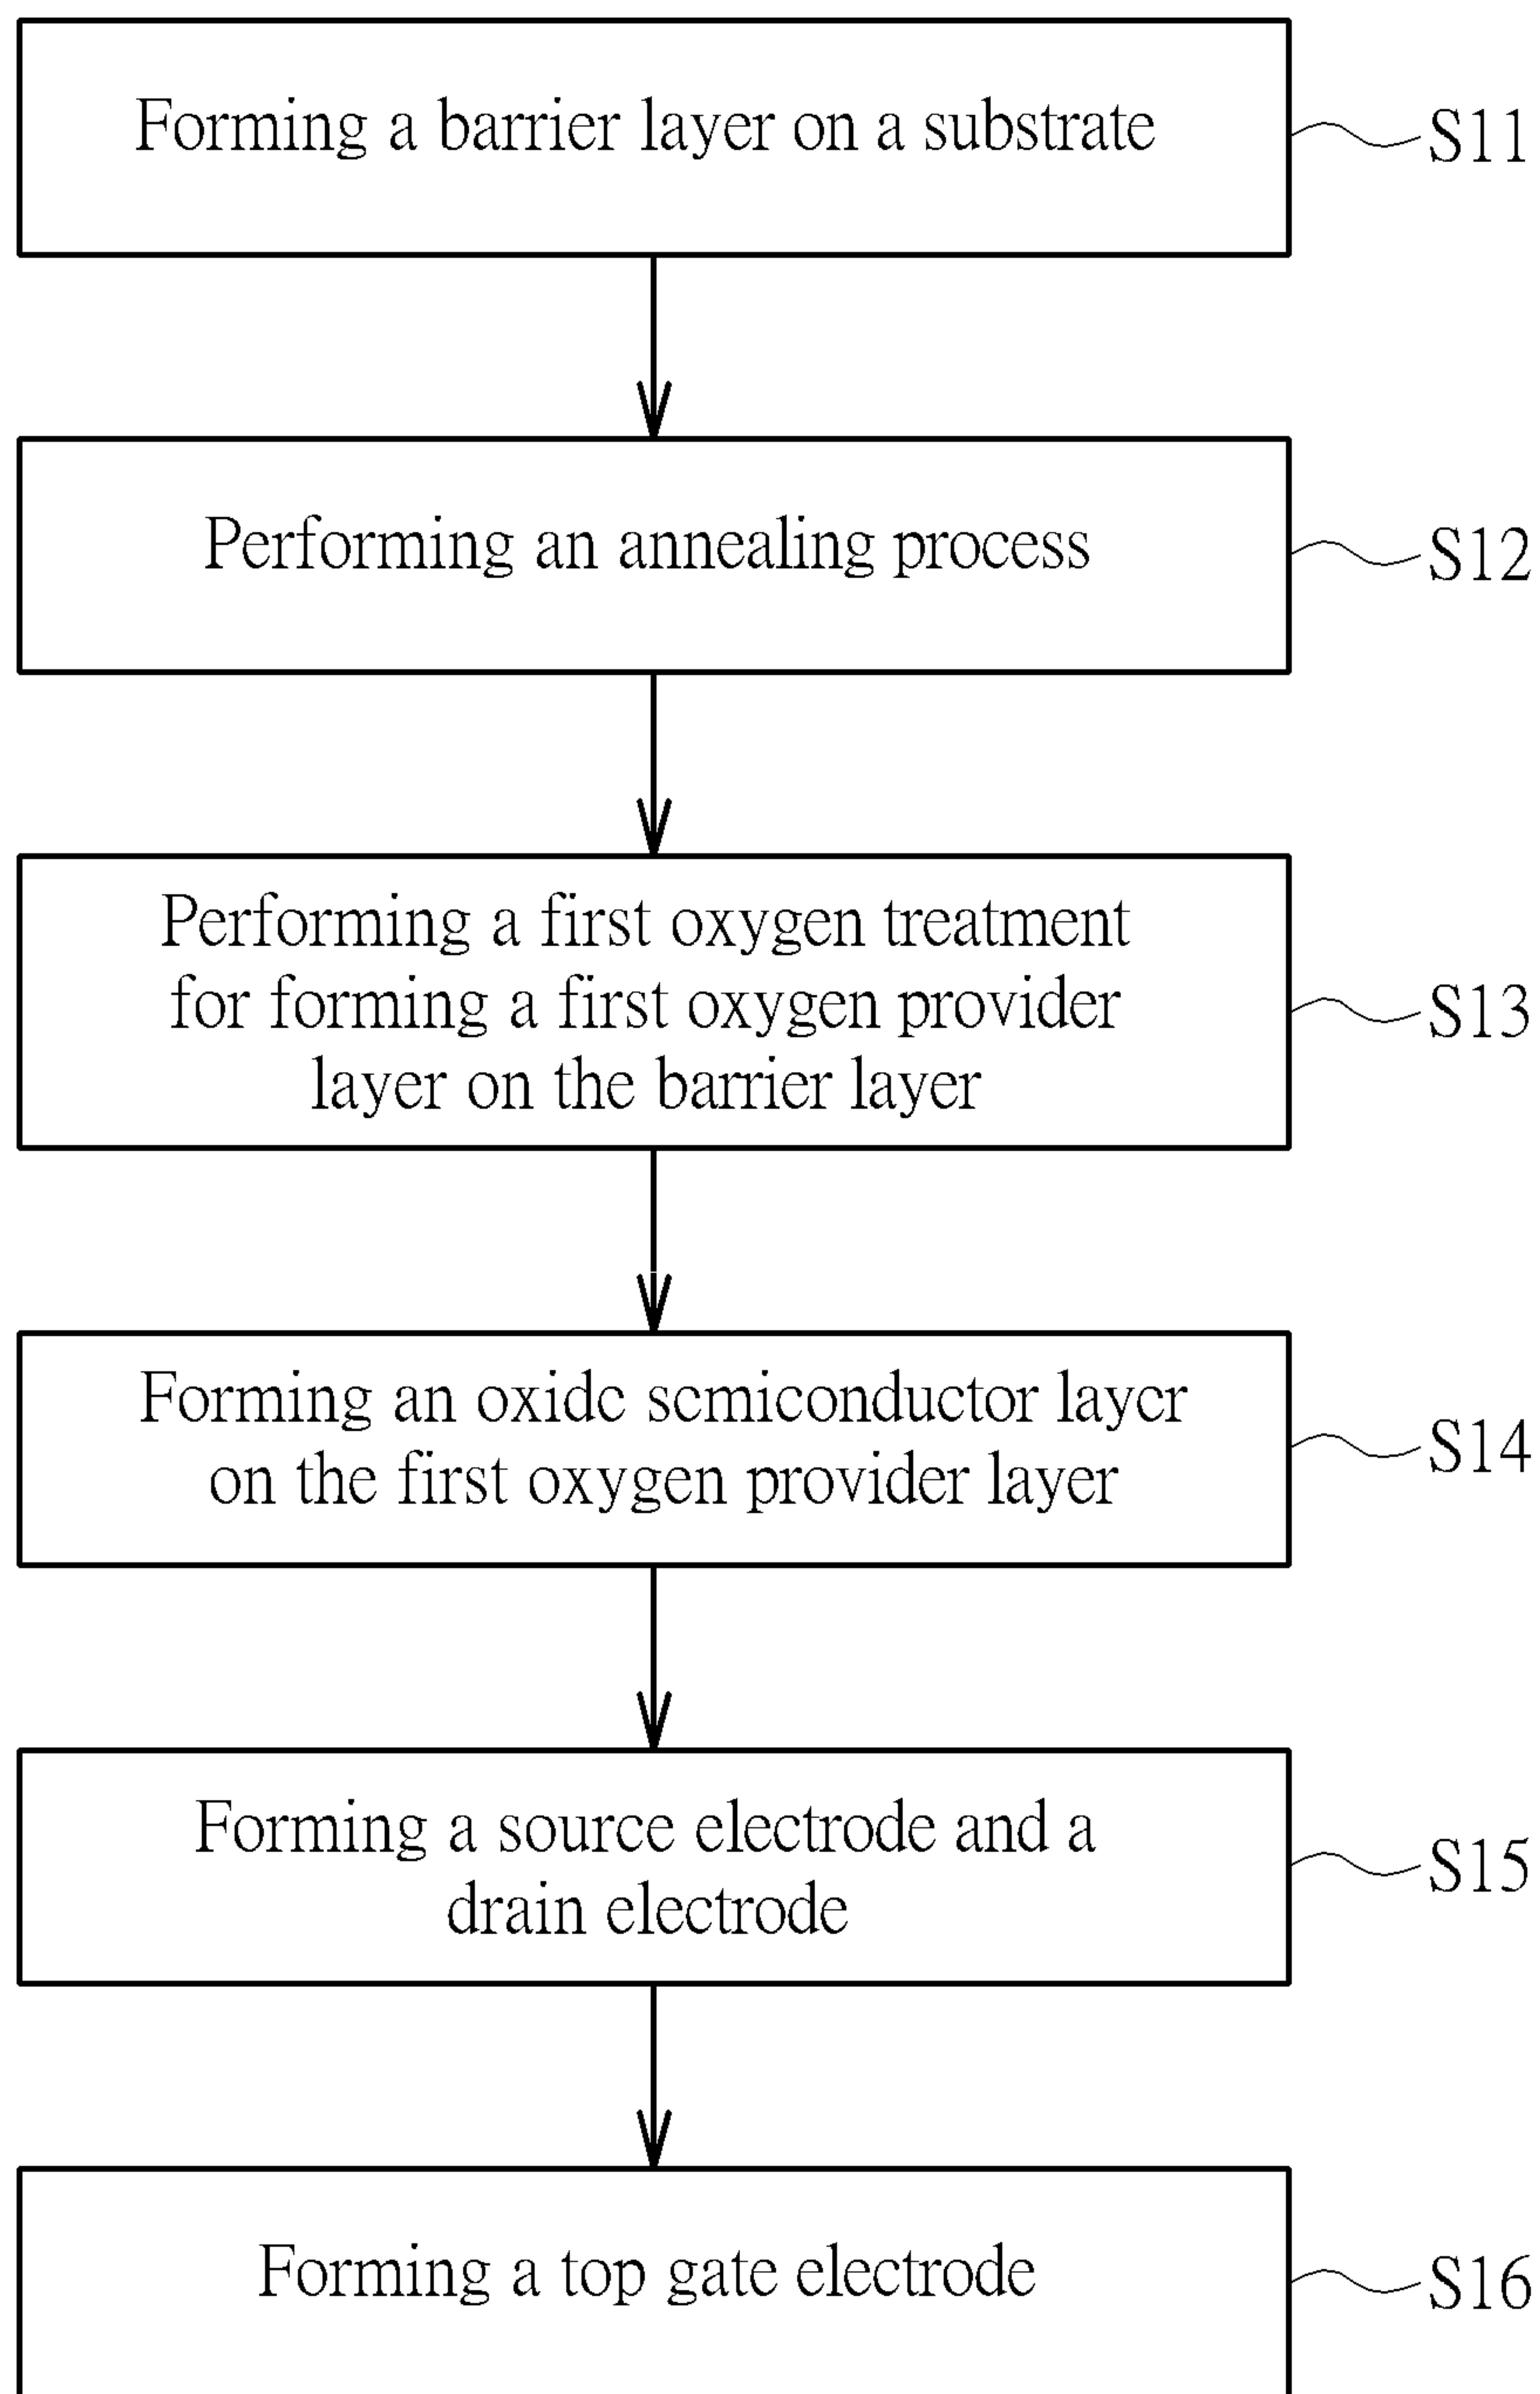 Forming a barrier layer on a substrate
S11
Performing an annealing process
S12
Performing a first oxygen treatment
for forming a first oxygen provider
layer on the barrier layer
S13
Forming an oxide semiconductor layer
on the first oxygen provider layer
S14
Forming a source electrode and a
drain electrode
S15
Forming a top gate electrode
S16